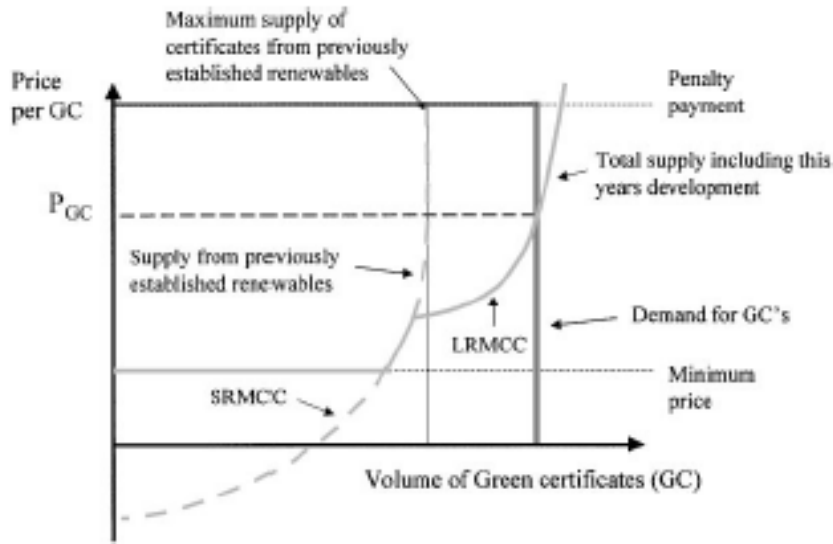 Maximum supply of
certificates from previously
established renewables
Price
per GC
Penalty
payment
Total supply including this
years development
P_GC
Supply from previously
established renewables
Demand for GC's
LRMCC
SRMCC
Minimum
price
Volume of Green certificates (GC)